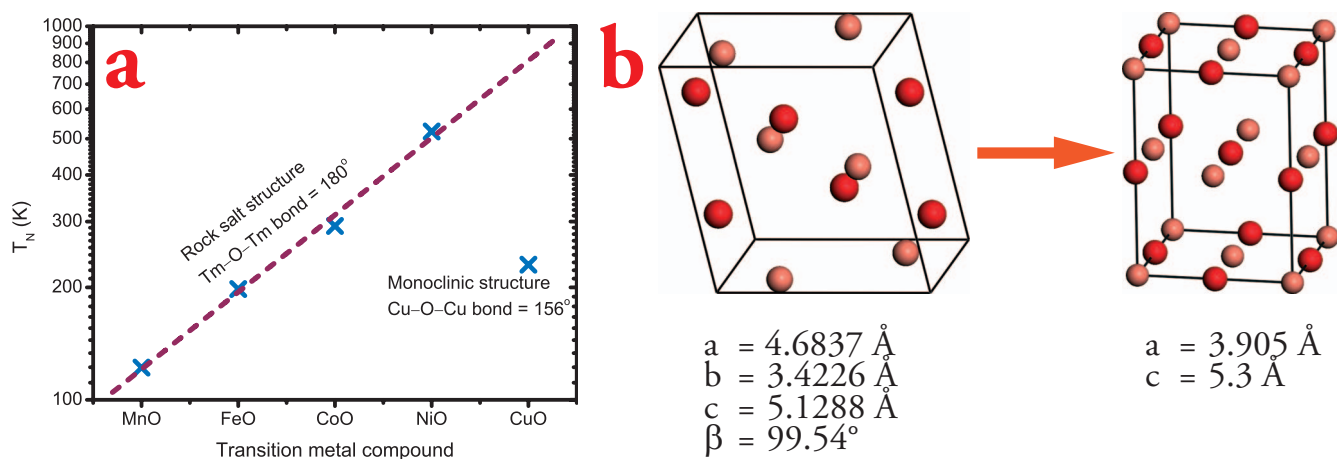 a
1000
900
800
700
600
500
400
300
200
100
T_N (K)
Rock salt structure
Tm–O–Tm bond = 180°
Monoclinic structure
Cu–O–Cu bond = 156°
MnO FeO CoO NiO CuO
Transition metal compound
b
a = 4.6837 Å
b = 3.4226 Å
c = 5.1288 Å
β = 99.54°
a = 3.905 Å
c = 5.3 Å